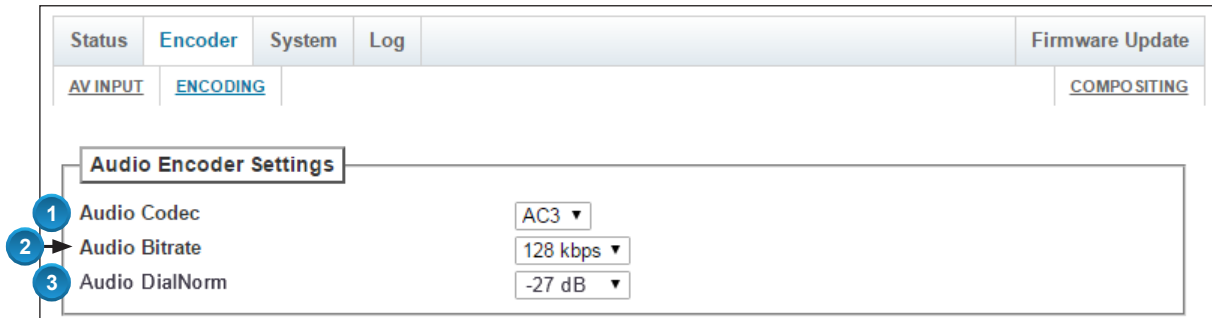 Status Encoder System Log Firmware Update
AV INPUT ENCODING COMPOSITING
Audio Encoder Settings
1 Audio Codec AC3
2 Audio Bitrate 128 kbps
3 Audio DialNorm -27 dB